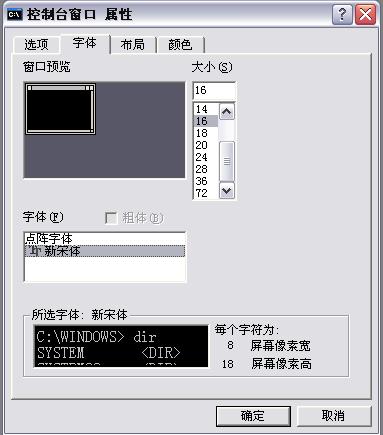 控制台窗口 属性
选项 字体 布局 颜色
窗口预览
大小(S)
16
14
16
18
20
24
28
36
72
字体(F)
粗体(B)
点阵字体
新宋体
所选字体: 新宋体
C:\WINDOWS> dir
SYSTEM <DIR>
每个字符为:
8 屏幕像素宽
18 屏幕像素高
确定 取消